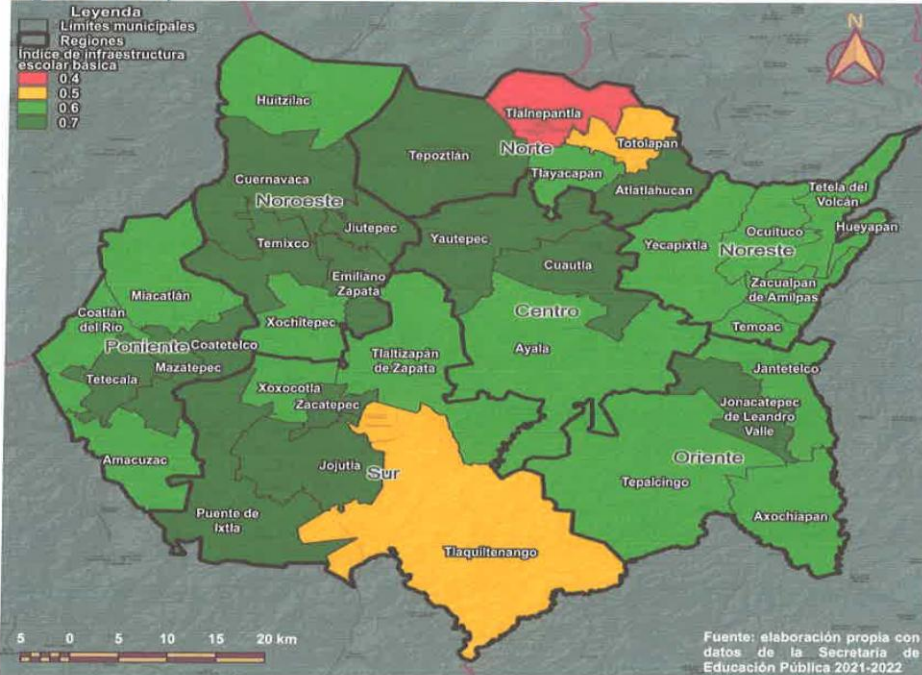 Leyenda
Límites municipales
Regiones
Índice de infraestructura
escolar básica
0.4
0.5
0.6
0.7
N
Huitzilac
Tlalnepantla
Totolapan
Tepoztlán
Norte
Tlayacapan
Atlatlahucan
Cuernavaca
Noroeste
Jiutepec
Temixco
Yautepec
Cuautla
Emiliano
Zapata
Tetela del
Volcán
Ocuituco
Hueyapan
Yecapixtla
Noreste
Zacualpan
de Amilpas
Temoac
Miacatlán
Coatlán
del Río
Poniente
Coatetelco
Mazatepec
Tetecala
Xochitepec
Centro
Ayala
Tlaltizapán
de Zapata
Xoxocotla
Zacatepec
Jantetelco
Jonacatepec
de Leandro
Valle
Amacuzac
Jojutla
Sur
Oriente
Tepalcingo
Axochiapan
Puente de
Ixtla
Tlaquiltenango
5 0 5 10 15 20 km
Fuente: elaboración propia con
datos de la Secretaría de
Educación Pública 2021-2022